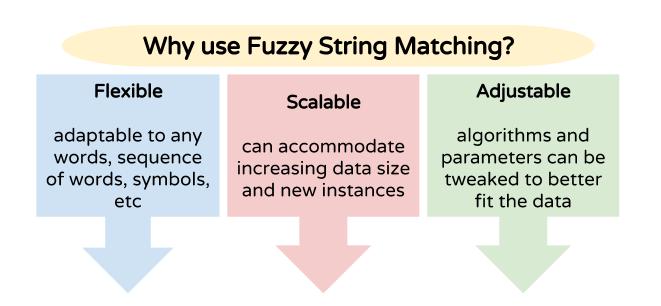 Why use Fuzzy String Matching?
Flexible
adaptable to any
words, sequence
of words, symbols,
etc
Scalable
can accommodate
increasing data size
and new instances
Adjustable
algorithms and
parameters can be
tweaked to better
fit the data